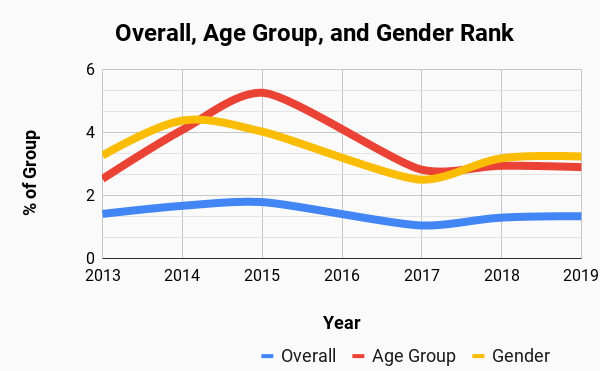 Overall, Age Group, and Gender Rank
% of Group
6
4
2
0
2013 2014 2015 2016 2017 2018 2019
Year
Overall Age Group Gender